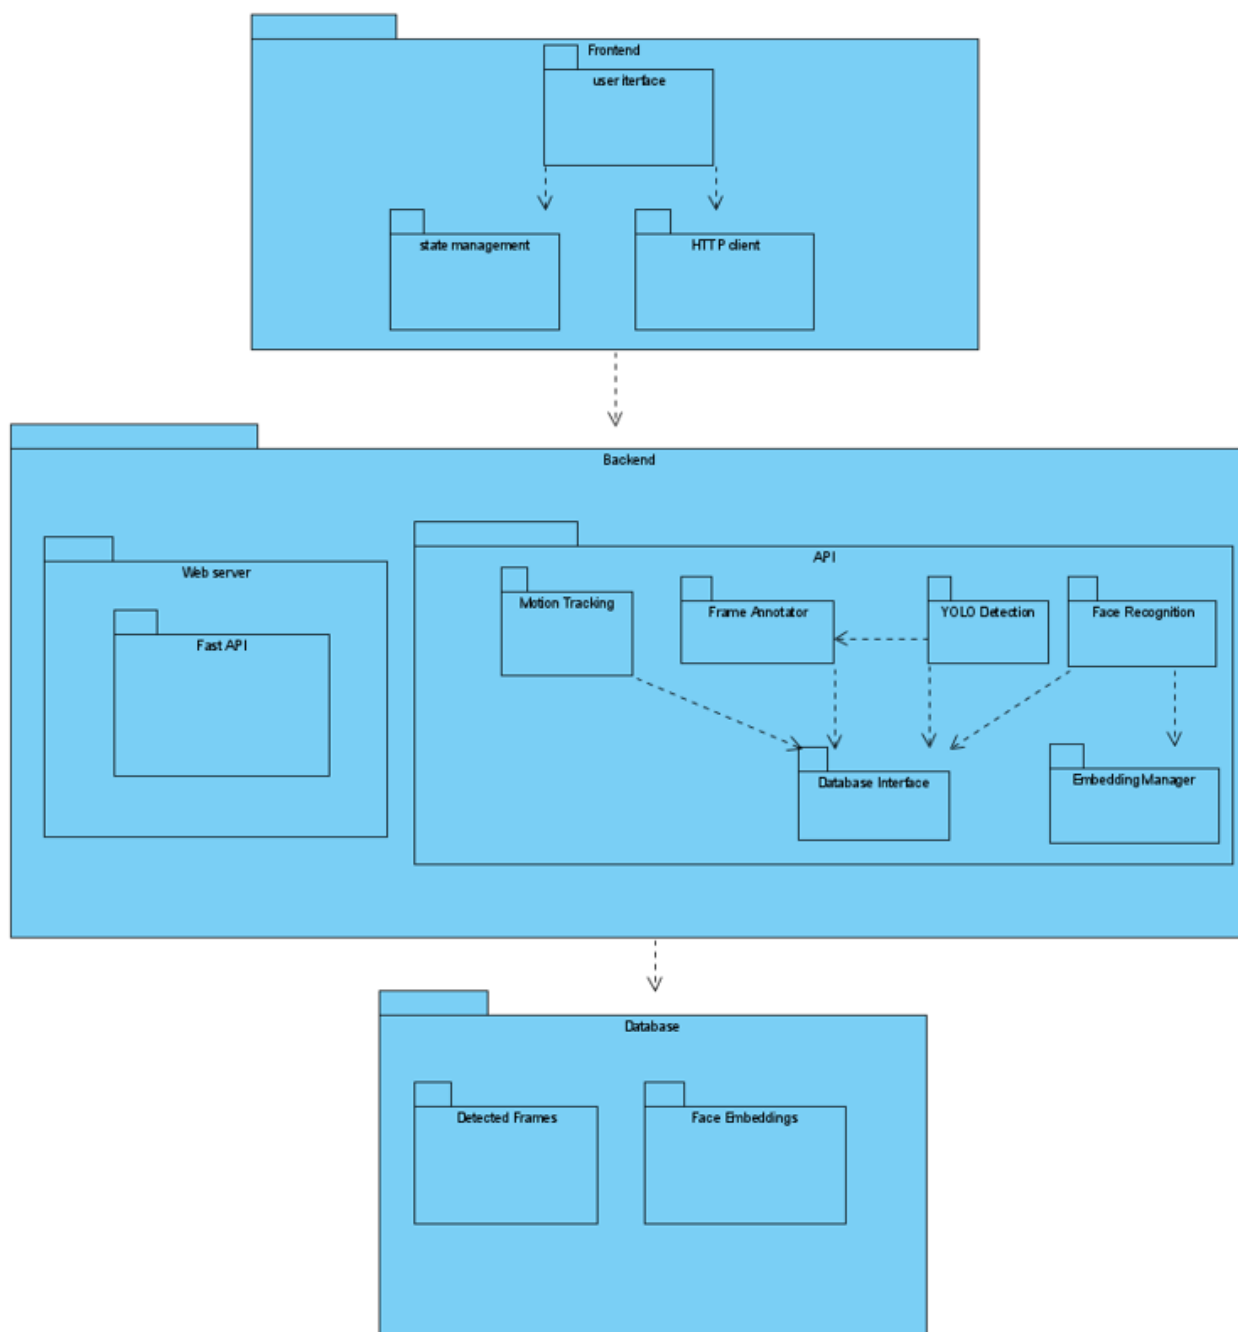 Frontend
user iterface
state management
HTTP client
Backend
API
Web server
Motion Tracking
Frame Annotator
YOLO Detection
Face Recognition
Fast API
Database Interface
Embedding Manager
Database
Detected Frames
Face Embeddings